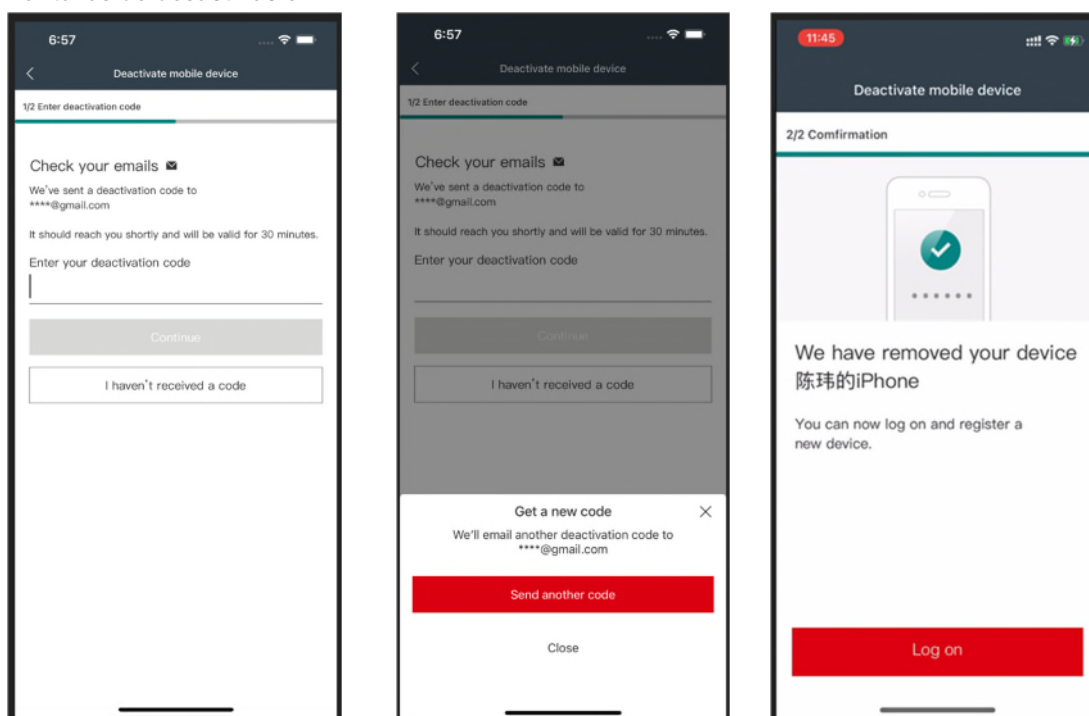 6:57
Deactivate mobile device
1/2 Enter deactivation code
Check your emails
We've sent a deactivation code to
****@gmail.com
It should reach you shortly and will be valid for 30 minutes.
Enter your deactivation code
Continue
I haven't received a code
6:57
Deactivate mobile device
1/2 Enter deactivation code
Check your emails
We've sent a deactivation code to
****@gmail.com
It should reach you shortly and will be valid for 30 minutes.
Enter your deactivation code
Continue
I haven't received a code
Get a new code
We'll email another deactivation code to
****@gmail.com
Send another code
Close
11:45
Deactivate mobile device
2/2 Comfirmation
We have removed your device
陈玮的iPhone
You can now log on and register a
new device.
Log on